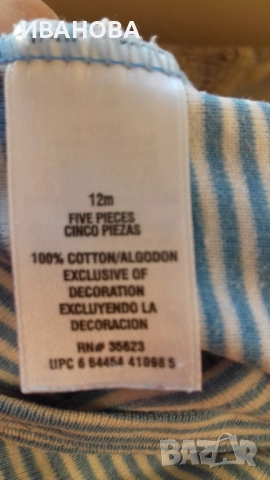 ИВАНОВА
12m
FIVE PIECES
CINCO PIEZAS
100% COTTON/ALGODON
EXCLUSIVE OF
DECORATION
EXCLUYENDO LA
DECORACION
RN# 35623
UPC 6 64454 41098 5
BAZAR
.bg